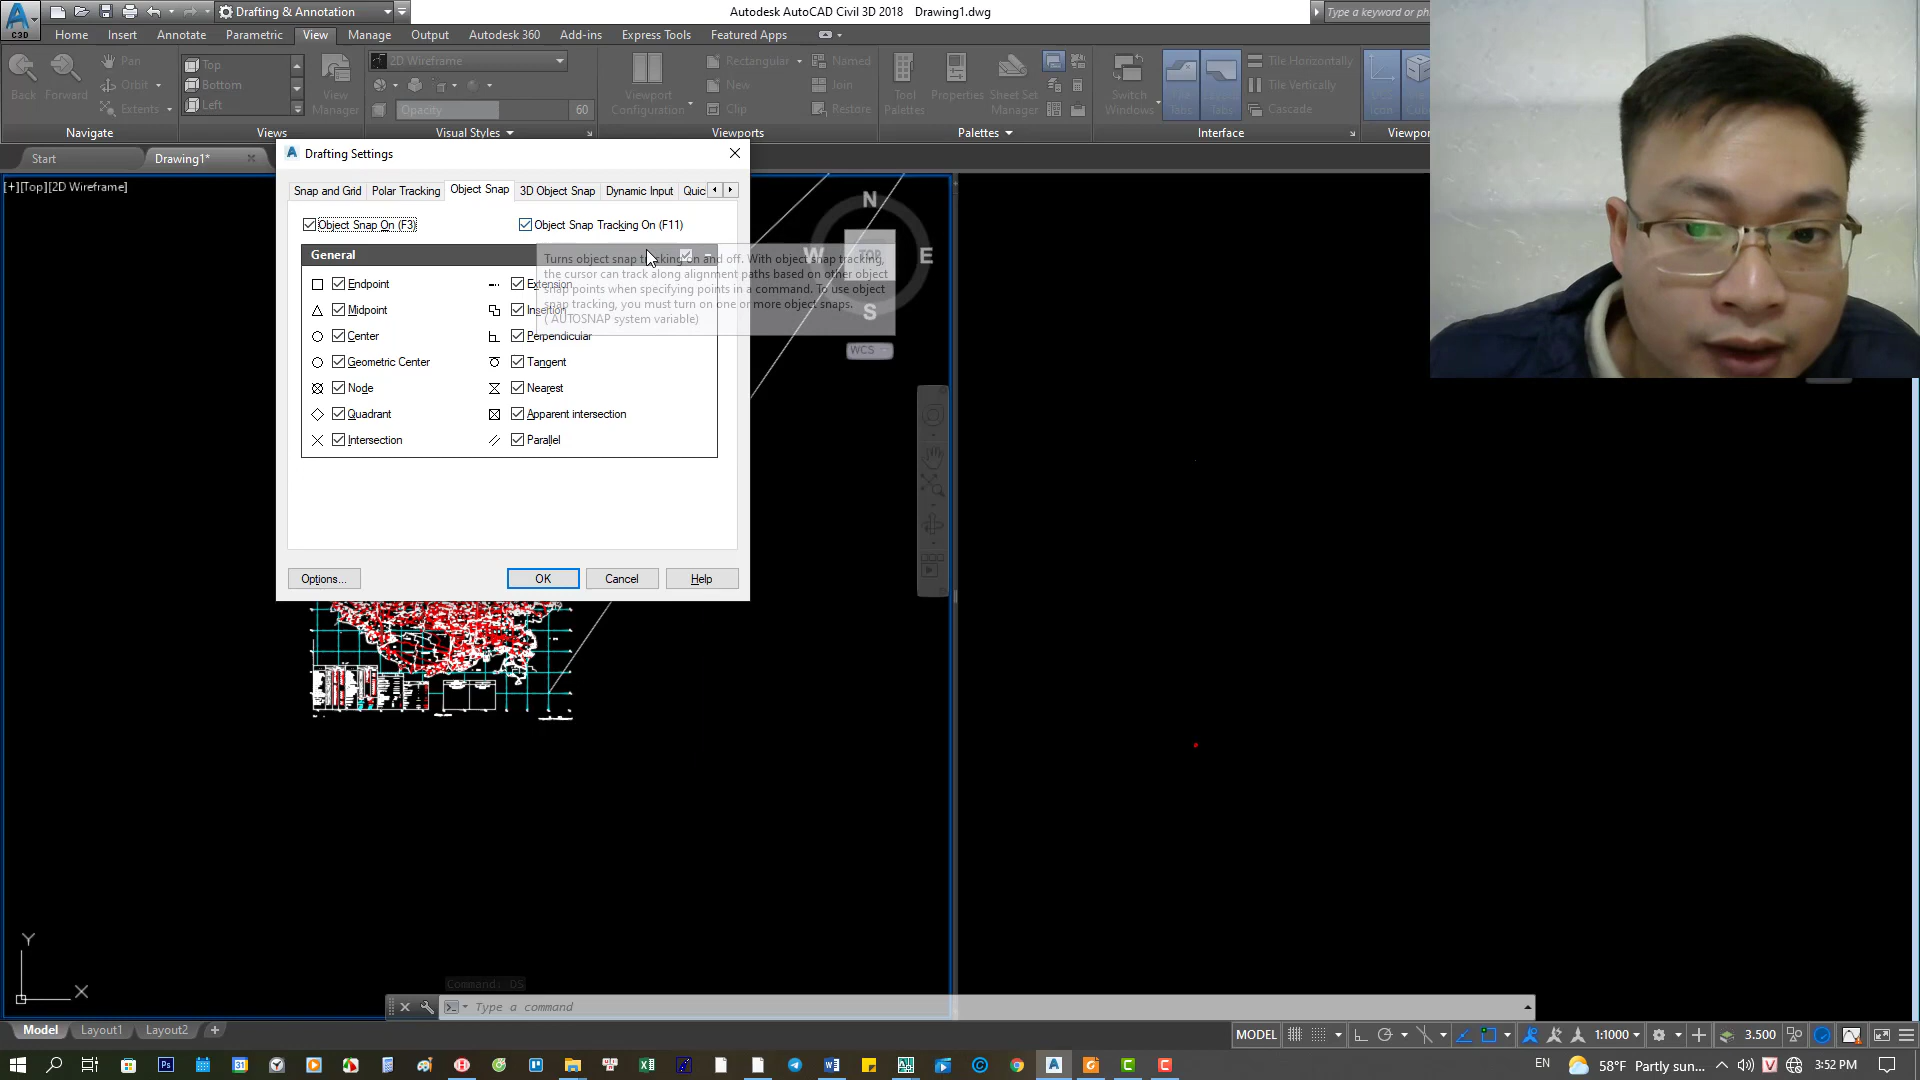 Drafting & Annotation
Autodesk AutoCAD Civil 3D 2018 Drawing1.dwg
Type a keyword or ph
C3D
Home Insert Annotate Parametric View Manage Output Autodesk 360 Add-ins Express Tools Featured Apps
Back
Forward
Pan
Orbit
Extents
Navigate
Top
Bottom
Left
View Manager
Views
2D Wireframe
Opacity 60
Visual Styles
Viewport Configuration
Rectangular
New
Clip
Named
Join
Restore
Viewports
Tool Palettes
Properties
Sheet Set Manager
Palettes
Switch Windows
Tabs
Tabs
Tile Horizontally
Tile Vertically
Cascade
Interface
Icon
Cube
Viewpor
Start
Drawing1*
[+][Top][2D Wireframe]
Drafting Settings
Snap and Grid Polar Tracking Object Snap 3D Object Snap Dynamic Input Quic
Object Snap On (F3)
Object Snap Tracking On (F11)
General
Turns object snap tracking on and off. With object snap tracking,
the cursor can track along alignment paths based on other object
snap points when specifying points in a command. To use object
snap tracking, you must turn on one or more object snaps.
( AUTOSNAP system variable)
Endpoint
Extension
Midpoint
Insertion
Center
Perpendicular
Geometric Center
Tangent
Node
Nearest
Quadrant
Apparent intersection
Intersection
Parallel
Options...
OK
Cancel
Help
N
W
TOP
E
S
WCS
Y
X
Command: DS
Type a command
Model Layout1 Layout2
MODEL
1:1000
3.500
EN
58°F Partly sun...
3:52 PM